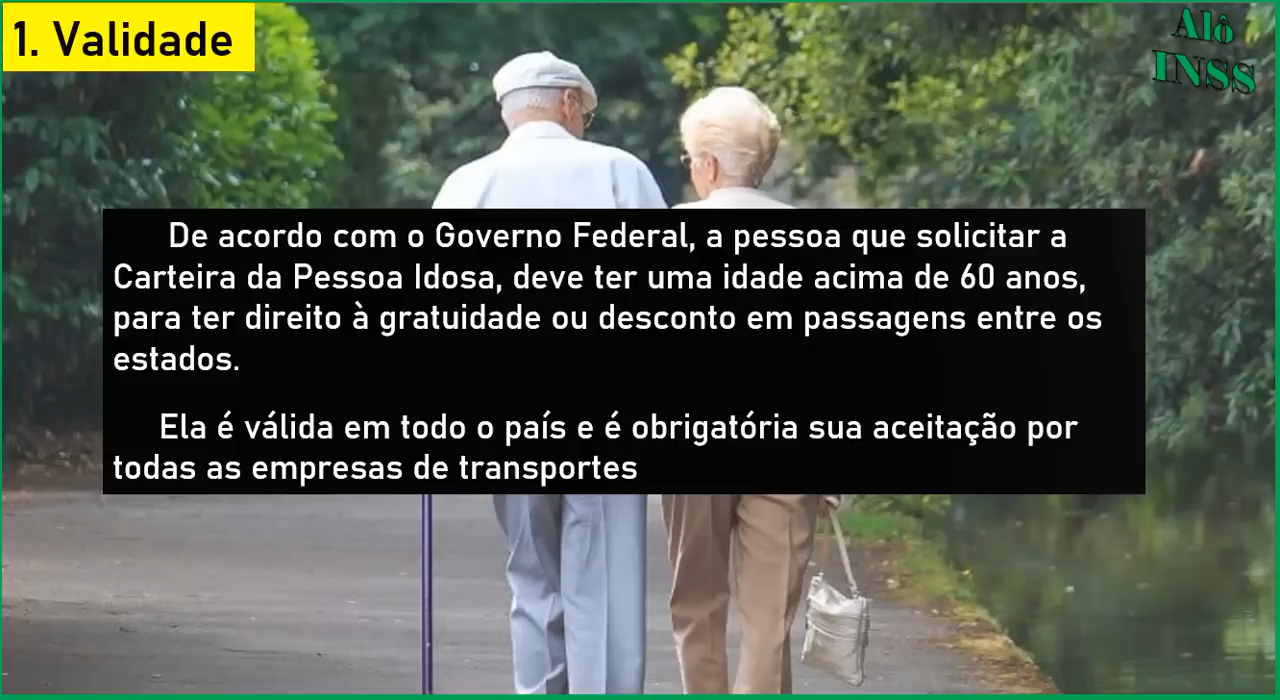 1. Validade
Alô
INSS
De acordo com o Governo Federal, a pessoa que solicitar a
Carteira da Pessoa Idosa, deve ter uma idade acima de 60 anos,
para ter direito à gratuidade ou desconto em passagens entre os
estados.
Ela é válida em todo o país e é obrigatória sua aceitação por
todas as empresas de transportes